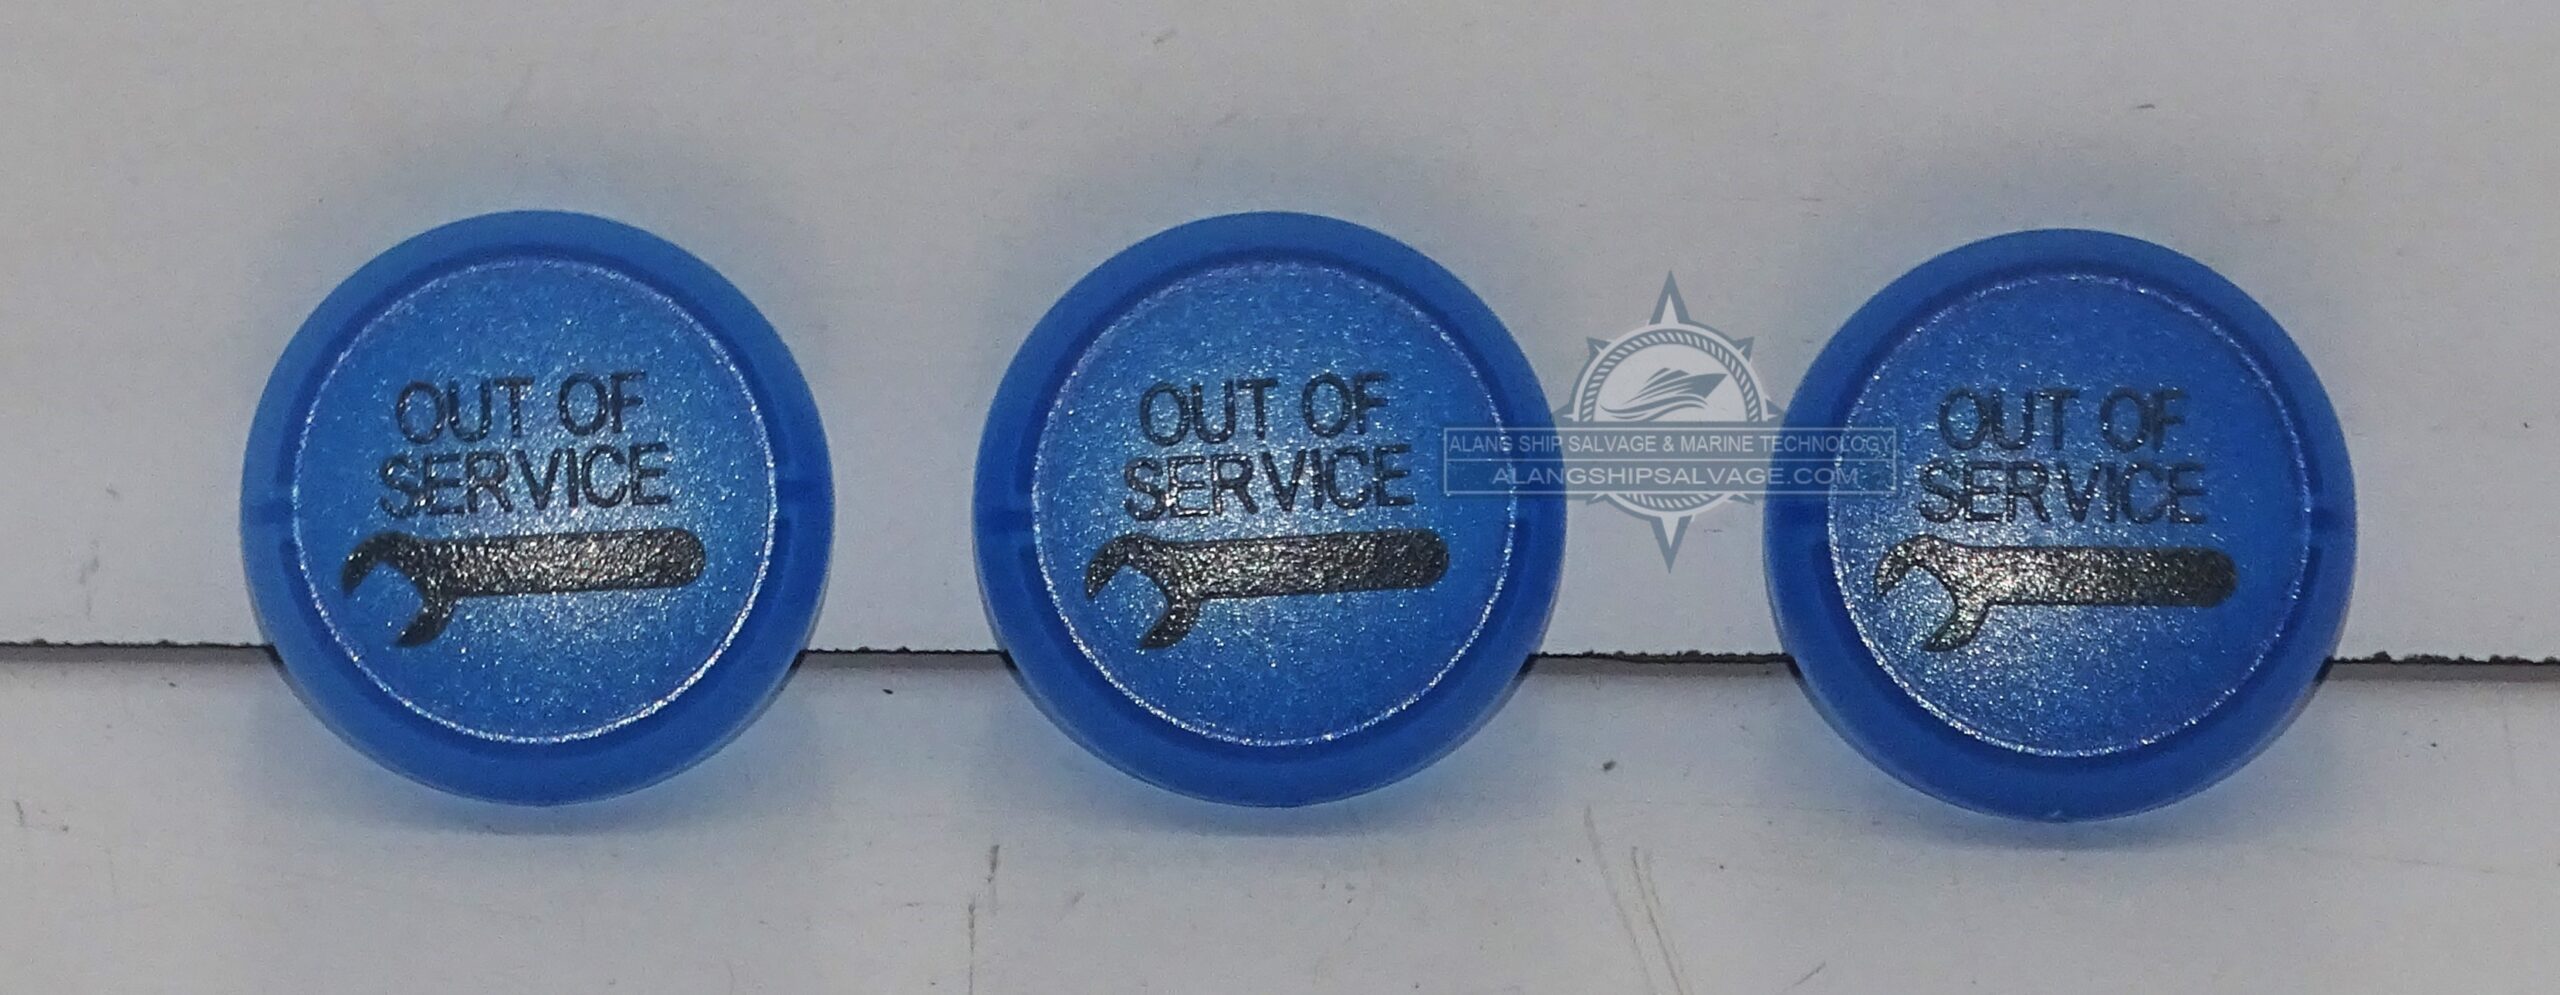 OUT OF
SERVICE
OUT OF
SERVICE
ALANG SHIP SALVAGE & MARINE TECHNOLOGY
ALANGSHIPSALVAGE.COM
OUT OF
SERVICE